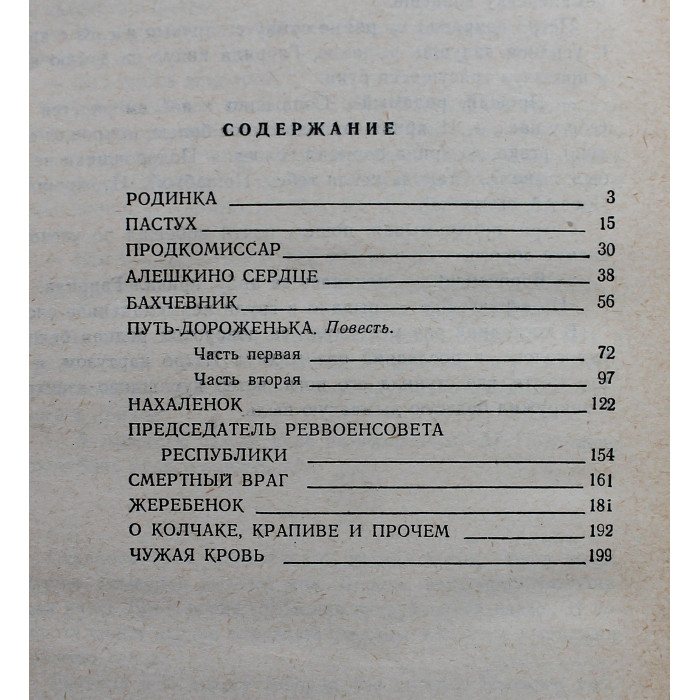 СОДЕРЖАНИЕ
РОДИНКА 3
ПАСТУХ 15
ПРОДКОМИССАР 30
АЛЕШКИНО СЕРДЦЕ 38
БАХЧЕВНИК 56
ПУТЬ-ДОРОЖЕНЬКА. Повесть.
Часть первая 72
Часть вторая 97
НАХАЛЕНОК 122
ПРЕДСЕДАТЕЛЬ РЕВВОЕНСОВЕТА
РЕСПУБЛИКИ 154
СМЕРТНЫЙ ВРАГ 161
ЖЕРЕБЕНОК 181
О КОЛЧАКЕ, КРАПИВЕ И ПРОЧЕМ 192
ЧУЖАЯ КРОВЬ 199